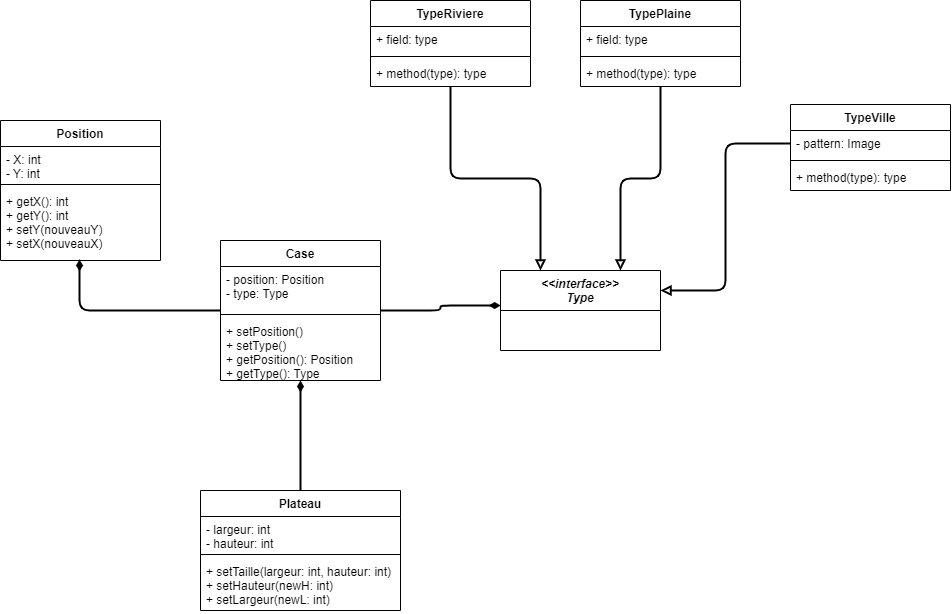 TypeRiviere
+ field: type
+ method(type): type
TypePlaine
+ field: type
+ method(type): type
TypeVille
- pattern: Image
+ method(type): type
Position
- X: int
- Y: int
+ getX(): int
+ getY(): int
+ setY(nouveauY)
+ setX(nouveauX)
Case
- position: Position
- type: Type
+ setPosition()
+ setType()
+ getPosition(): Position
+ getType(): Type
<<interface>>
Type
Plateau
- largeur: int
- hauteur: int
+ setTaille(largeur: int, hauteur: int)
+ setHauteur(newH: int)
+ setLargeur(newL: int)